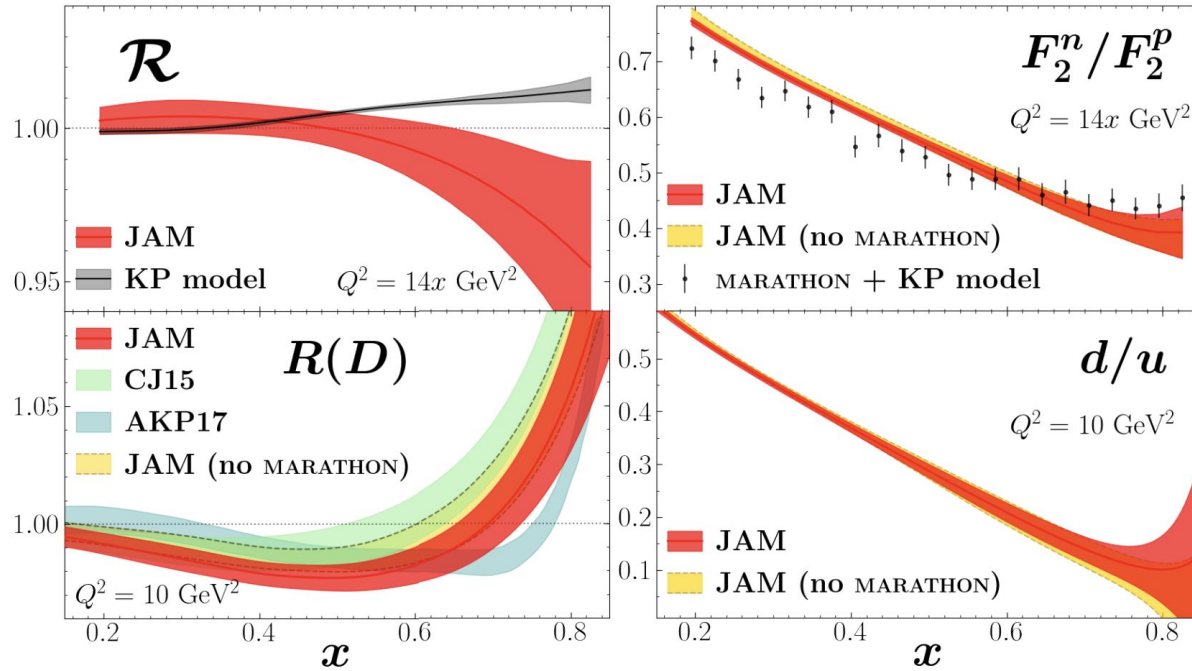 R
1.00
0.95
JAM
KP model
Q² = 14x GeV²
F₂ⁿ/F₂ᵖ
Q² = 14x GeV²
0.7
0.6
0.5
0.4
0.3
JAM
JAM (no MARATHON)
MARATHON + KP model
JAM
CJ15
AKP17
JAM (no MARATHON)
R(D)
1.05
1.00
Q² = 10 GeV²
0.2
0.4
0.6
0.8
x
d/u
Q² = 10 GeV²
0.5
0.4
0.3
0.2
0.1
JAM
JAM (no MARATHON)
0.2
0.4
0.6
0.8
x